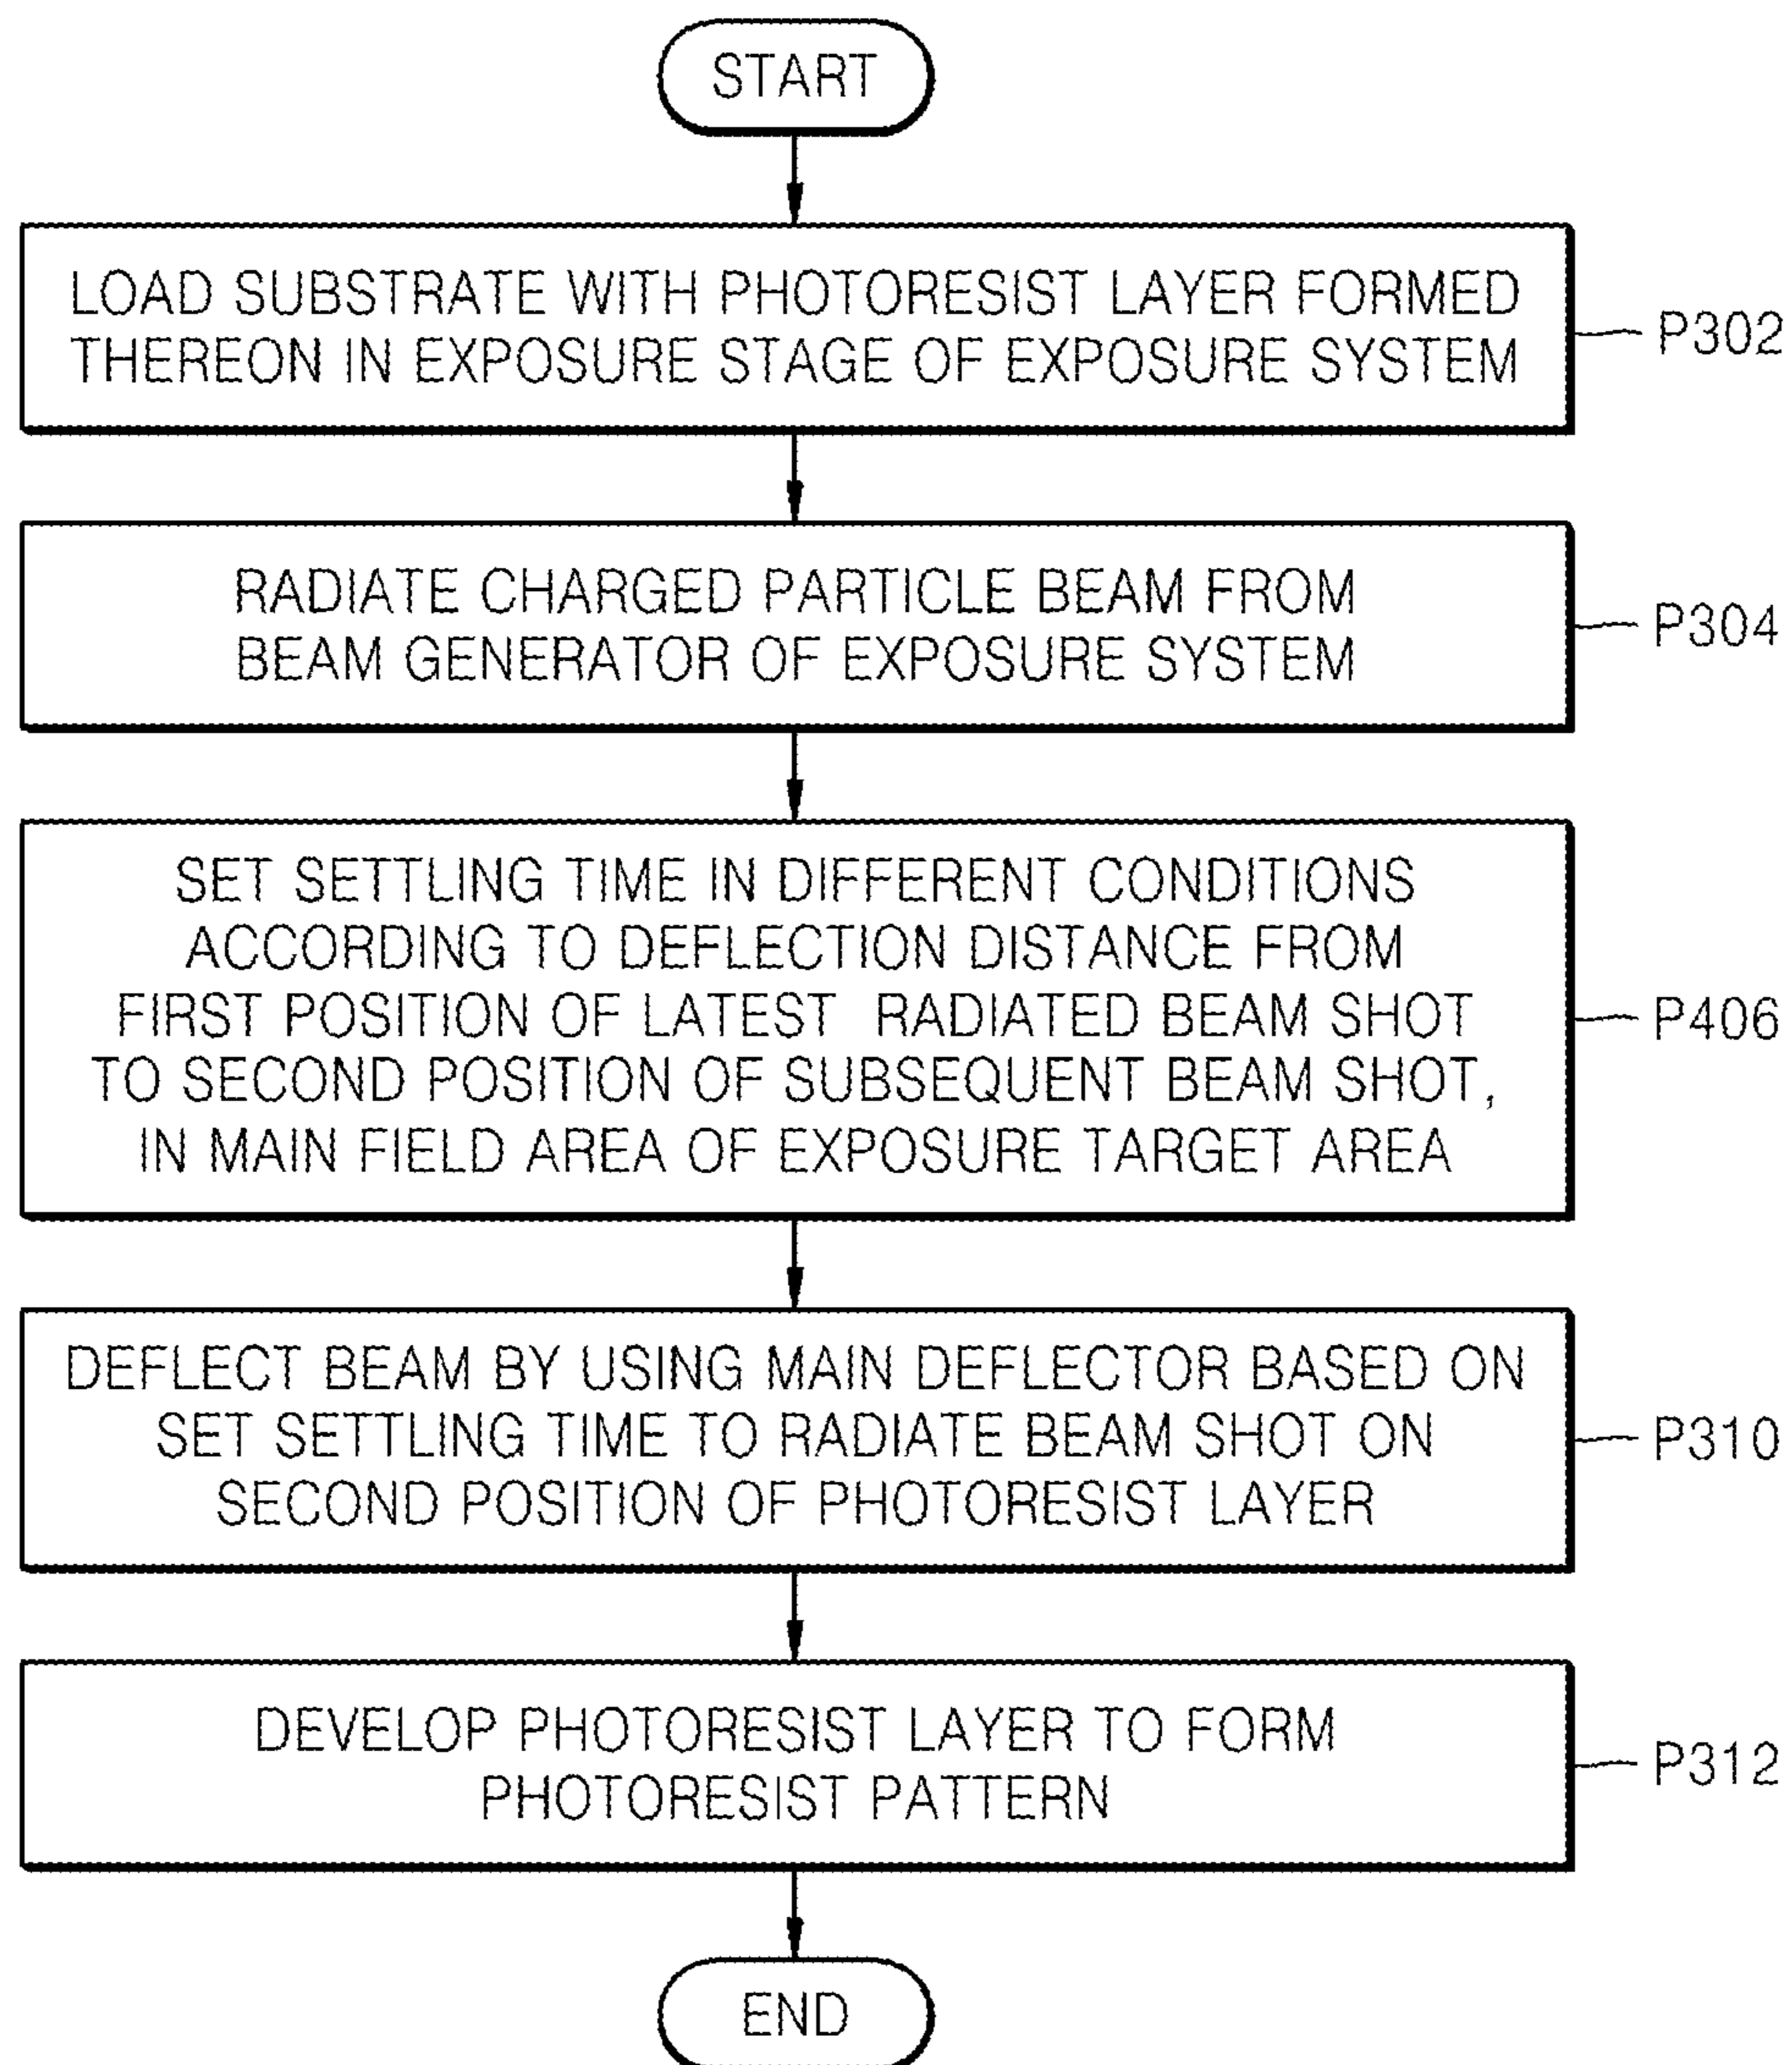 START
LOAD SUBSTRATE WITH PHOTORESIST LAYER FORMED
THEREON IN EXPOSURE STAGE OF EXPOSURE SYSTEM
P302
RADIATE CHARGED PARTICLE BEAM FROM
BEAM GENERATOR OF EXPOSURE SYSTEM
P304
SET SETTLING TIME IN DIFFERENT CONDITIONS
ACCORDING TO DEFLECTION DISTANCE FROM
FIRST POSITION OF LATEST RADIATED BEAM SHOT
TO SECOND POSITION OF SUBSEQUENT BEAM SHOT,
IN MAIN FIELD AREA OF EXPOSURE TARGET AREA
P406
DEFLECT BEAM BY USING MAIN DEFLECTOR BASED ON
SET SETTLING TIME TO RADIATE BEAM SHOT ON
SECOND POSITION OF PHOTORESIST LAYER
P310
DEVELOP PHOTORESIST LAYER TO FORM
PHOTORESIST PATTERN
P312
END